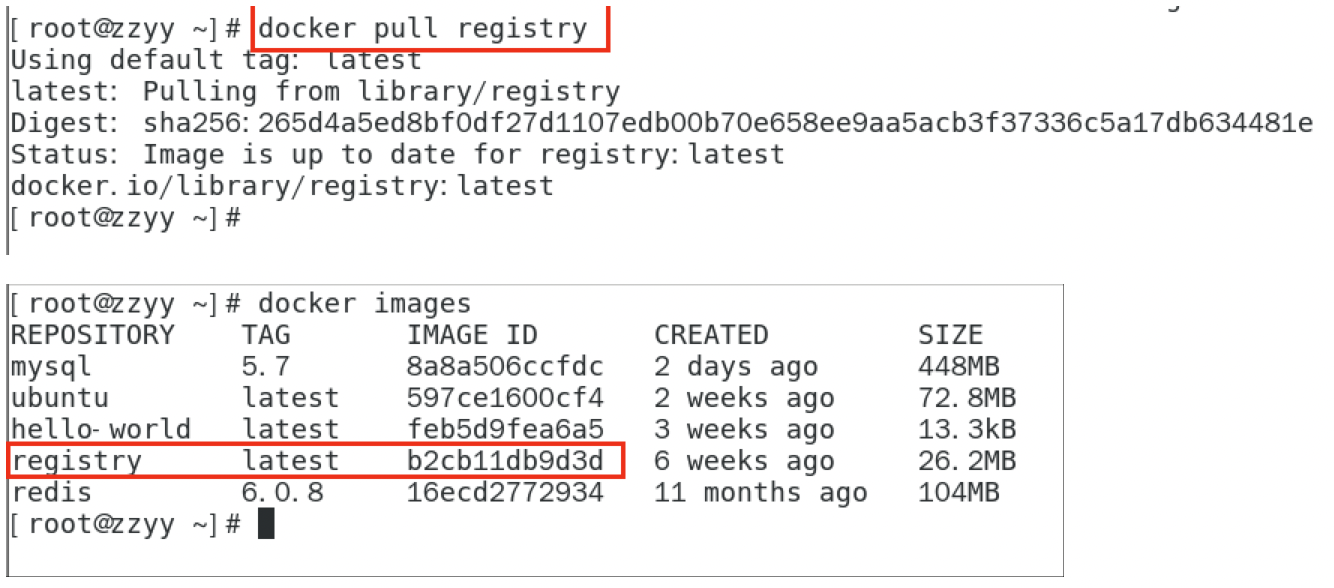 [root@zzyy ~]# docker pull registry
Using default tag: latest
latest: Pulling from library/registry
Digest: sha256:265d4a5ed8bf0df27d1107edb00b70e658ee9aa5acb3f37336c5a17db634481e
Status: Image is up to date for registry:latest
docker.io/library/registry:latest
[root@zzyy ~]#
[root@zzyy ~]# docker images
REPOSITORY TAG IMAGE ID CREATED SIZE
mysql 5.7 8a8a506ccfdc 2 days ago 448MB
ubuntu latest 597ce1600cf4 2 weeks ago 72.8MB
hello-world latest feb5d9fea6a5 3 weeks ago 13.3kB
registry latest b2cb11db9d3d 6 weeks ago 26.2MB
redis 6.0.8 16ecd2772934 11 months ago 104MB
[root@zzyy ~]#